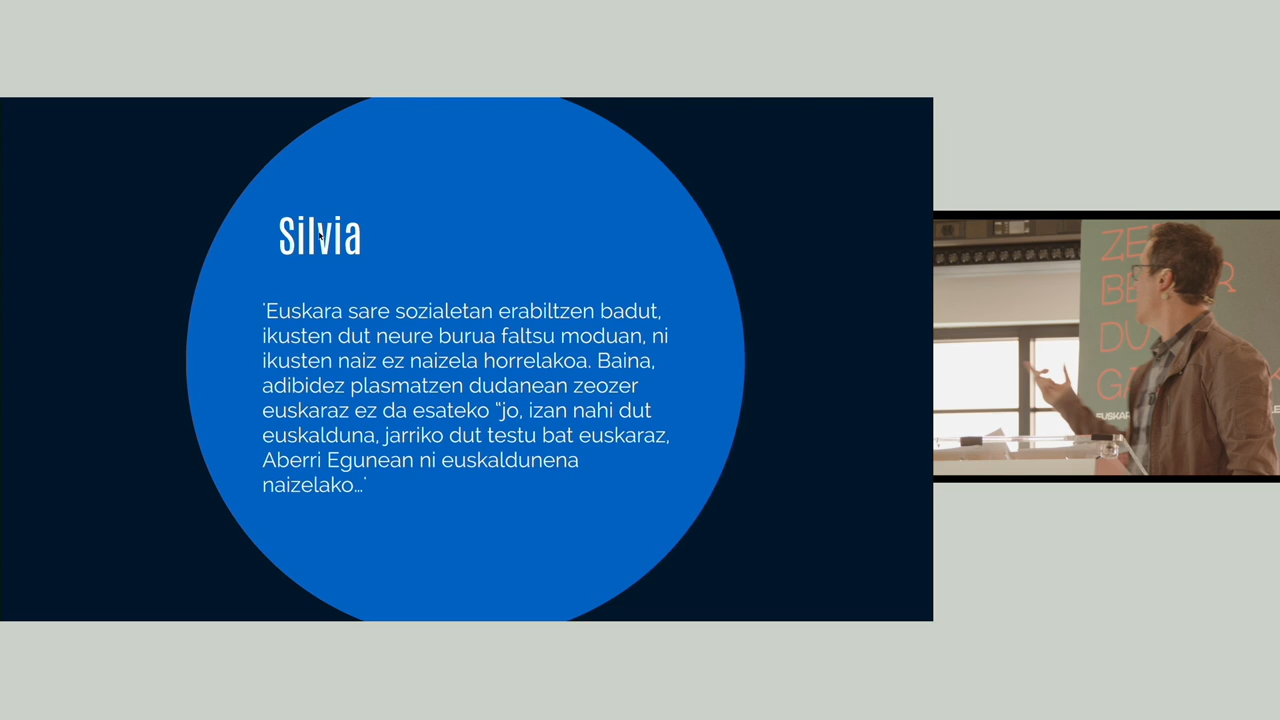 Silvia
'Euskara sare sozialetan erabiltzen badut,
ikusten dut neure burua faltsu moduan, ni
ikusten naiz ez naizela horrelakoa. Baina,
adibidez plasmatzen dudanean zeozer
euskaraz ez da esateko “jo, izan nahi dut
euskalduna, jarriko dut testu bat euskaraz,
Aberri Egunean ni euskaldunena
naizelako…'
DU